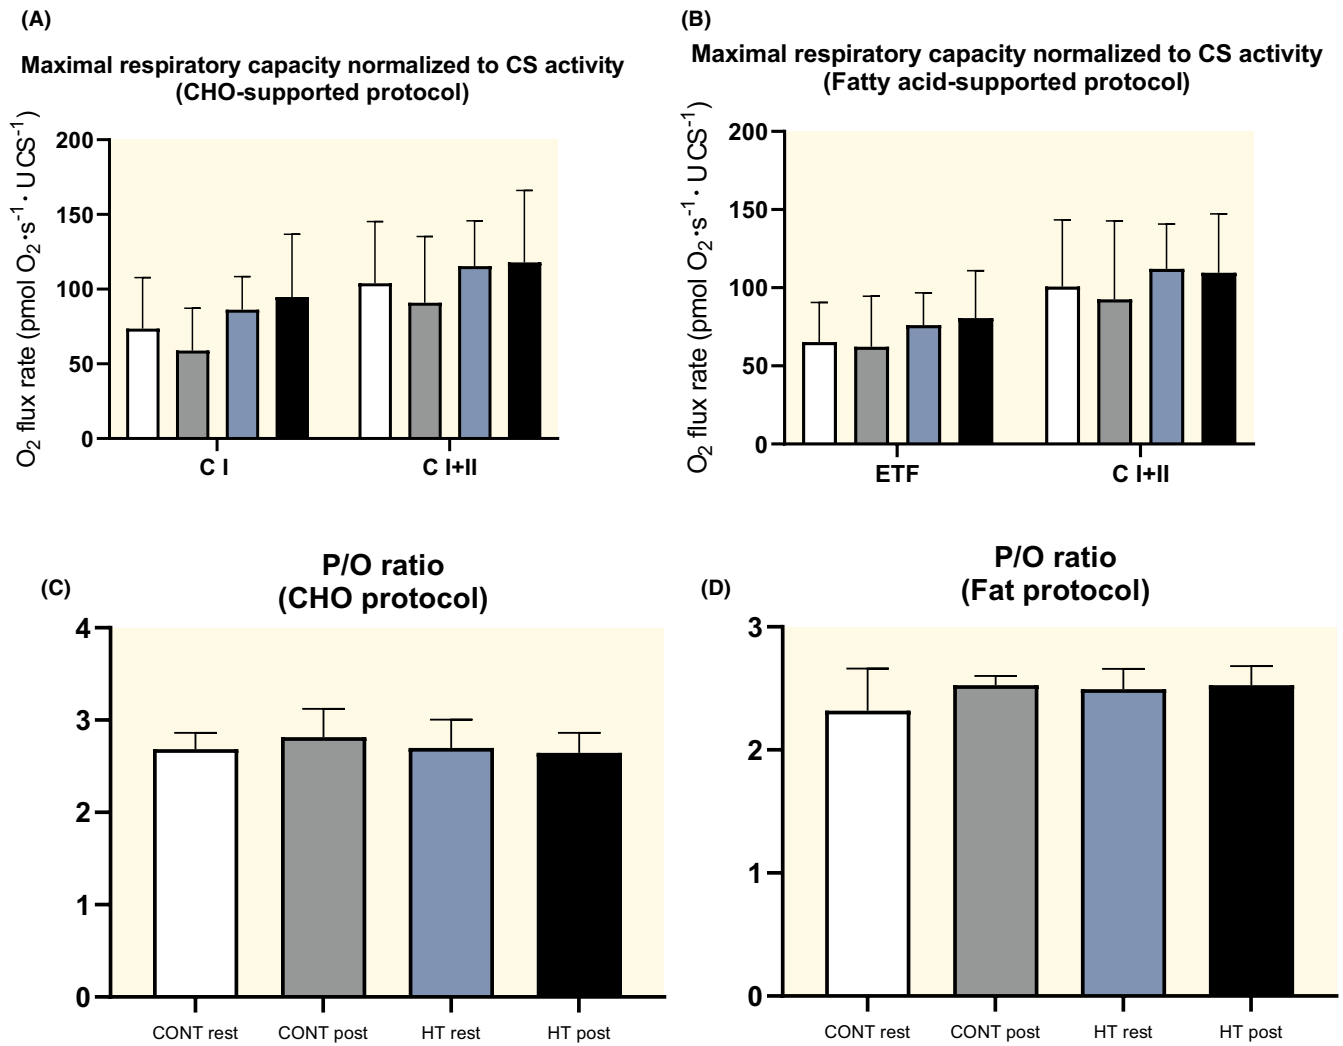 (A)
Maximal respiratory capacity normalized to CS activity
(CHO-supported protocol)
O₂ flux rate (pmol O₂·s⁻¹· U CS⁻¹)
200
150
100
50
0
C I
C I+II
(B)
Maximal respiratory capacity normalized to CS activity
(Fatty acid-supported protocol)
O₂ flux rate (pmol O₂·s⁻¹· U CS⁻¹)
200
150
100
50
0
ETF
C I+II
(C)
P/O ratio
(CHO protocol)
4
3
2
1
0
CONT rest
CONT post
HT rest
HT post
(D)
P/O ratio
(Fat protocol)
3
2
1
0
CONT rest
CONT post
HT rest
HT post